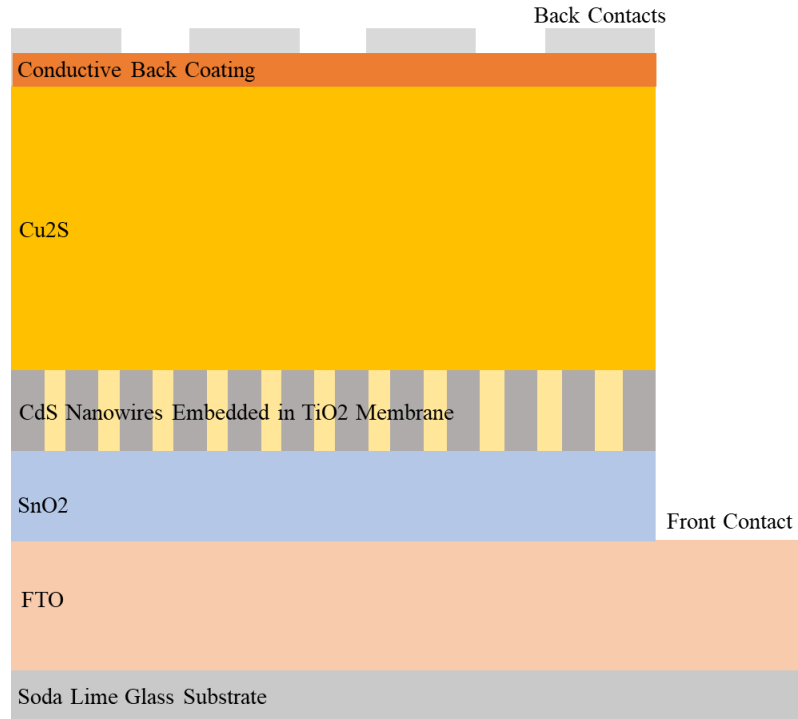 Back Contacts
Conductive Back Coating
Cu2S
CdS Nanowires Embedded in TiO2 Membrane
SnO2
Front Contact
FTO
Soda Lime Glass Substrate